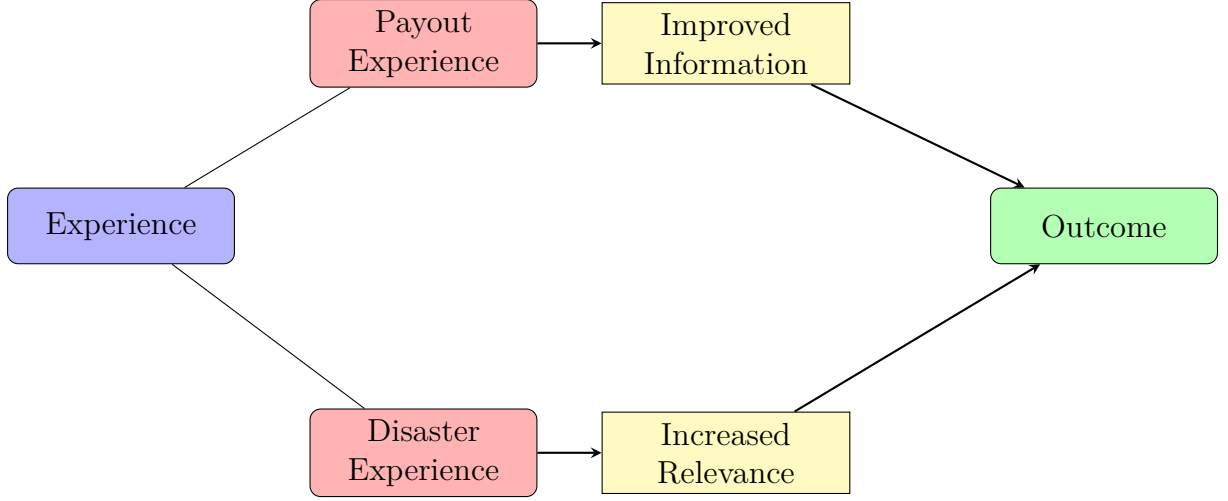 Payout
Experience
Improved
Information
Experience
Outcome
Disaster
Experience
Increased
Relevance